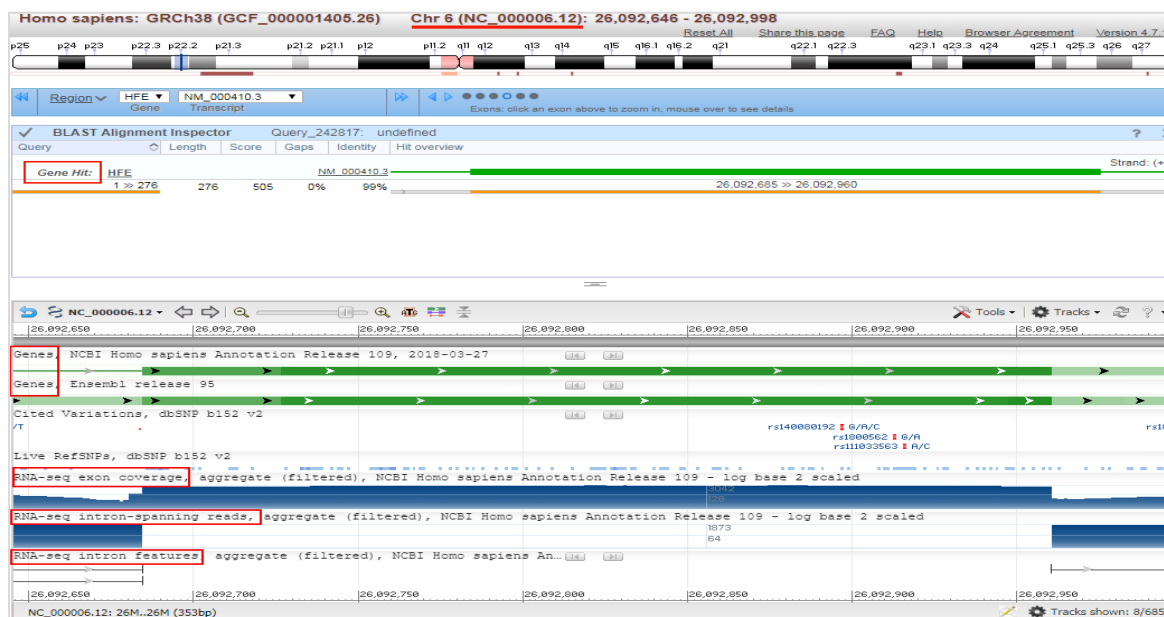 Homo sapiens: GRCh38 (GCF_000001405.26) Chr 6 (NC_000006.12): 26,092,646 - 26,092,998
Reset All Share this page FAQ Help Browser Agreement Version 4.7.
p25 p24 p23 p22.3 p22.2 p21.3 p21.2 p21.1 p12 p11.2 q11 q12 q13 q14 q15 q16.1 q16.2 q21 q22.1 q22.31 q23.1 q23.3 q24 q25.1 q25.3 q26 q27
Region HFE NM_000410.3
Gene Transcript Exons: click an exon above to zoom in, mouse over to see details
BLAST Alignment Inspector Query_242817: undefined ?
Query Length Score Gaps Identity Hit overview
Strand: (+
Gene Hit: HFE NM_000410.3
1 >> 276 276 505 0% 99% 26,092,685 >> 26,092,960
NC_000006.12 Tools Tracks ?
26,092,650 26,092,700 26,092,750 26,092,800 26,092,850 26,092,900 26,092,950
Genes, NCBI Homo sapiens Annotation Release 109, 2018-03-27
Genes, Ensembl release 95
Cited Variations, dbSNP b152 v2
/T rs140080192 G/A/C rs1
rs1800562 G/A
rs111033563 A/C
Live RefSNPs, dbSNP b152 v2
RNA-seq exon coverage, aggregate (filtered), NCBI Homo sapiens Annotation Release 109 - log base 2 scaled
3042
128
RNA-seq intron-spanning reads, aggregate (filtered), NCBI Homo sapiens Annotation Release 109 - log base 2 scaled
1873
64
RNA-seq intron features, aggregate (filtered), NCBI Homo sapiens An...
26,092,650 26,092,700 26,092,750 26,092,800 26,092,850 26,092,900 26,092,950
NC_000006.12: 26M..26M (353bp) Tracks shown: 8/685